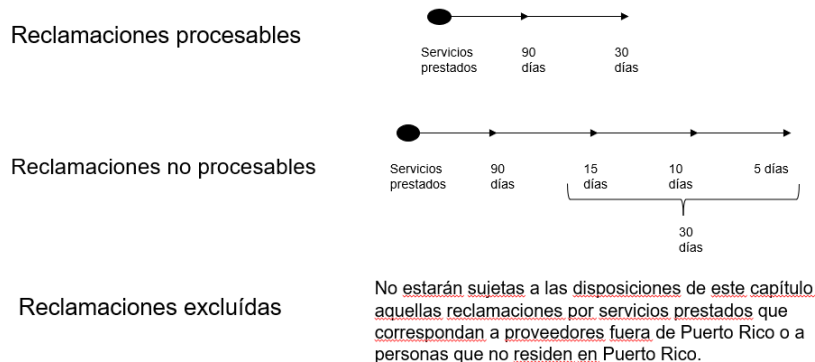 Reclamaciones procesables
Servicios
prestados
90
días
30
días
Reclamaciones no procesables
Servicios
prestados
90
días
15
días
10
días
5 días
30
días
Reclamaciones excluídas
No estarán sujetas a las disposiciones de este capítulo
aquellas reclamaciones por servicios prestados que
correspondan a proveedores fuera de Puerto Rico o a
personas que no residen en Puerto Rico.